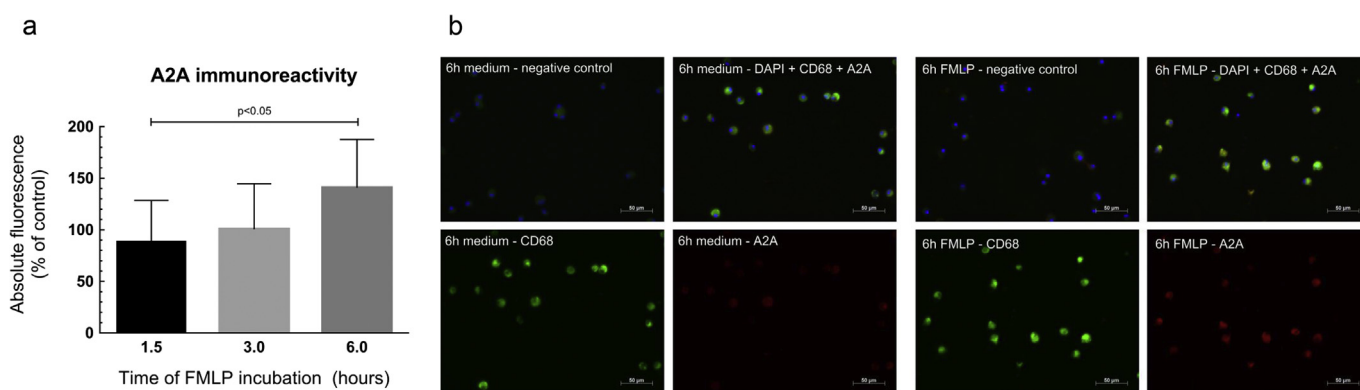 a
A2A immunoreactivity
p<0.05
200
150
100
50
0
Absolute fluorescence
(% of control)
1.5 3.0 6.0
Time of FMLP incubation (hours)
b
6h medium - negative control
50 µm
6h medium - DAPI + CD68 + A2A
50 µm
6h FMLP - negative control
50 µm
6h FMLP - DAPI + CD68 + A2A
50 µm
6h medium - CD68
50 µm
6h medium - A2A
50 µm
6h FMLP - CD68
50 µm
6h FMLP - A2A
50 µm